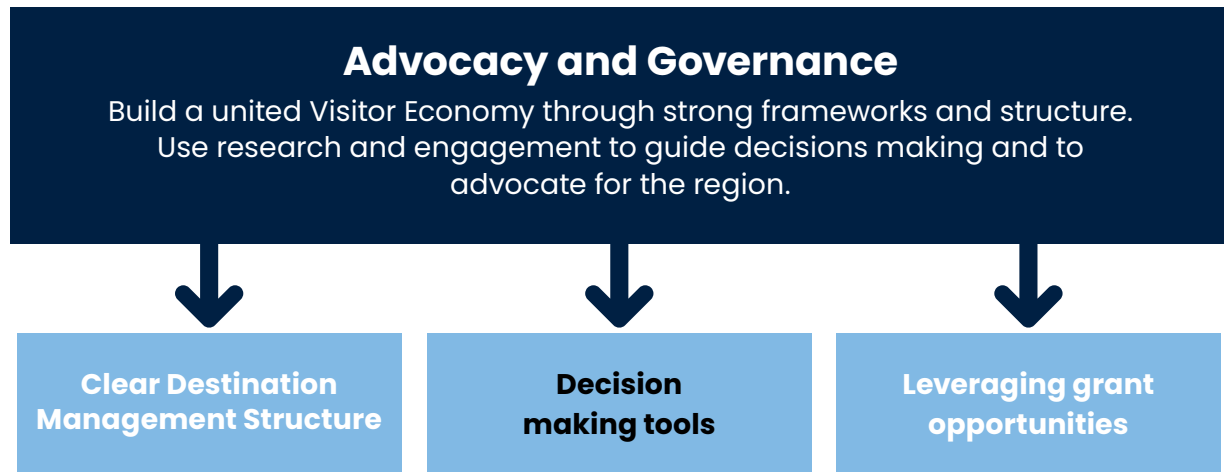 Advocacy and Governance
Build a united Visitor Economy through strong frameworks and structure.
Use research and engagement to guide decisions making and to
advocate for the region.
Clear Destination
Management Structure
Decision
making tools
Leveraging grant
opportunities